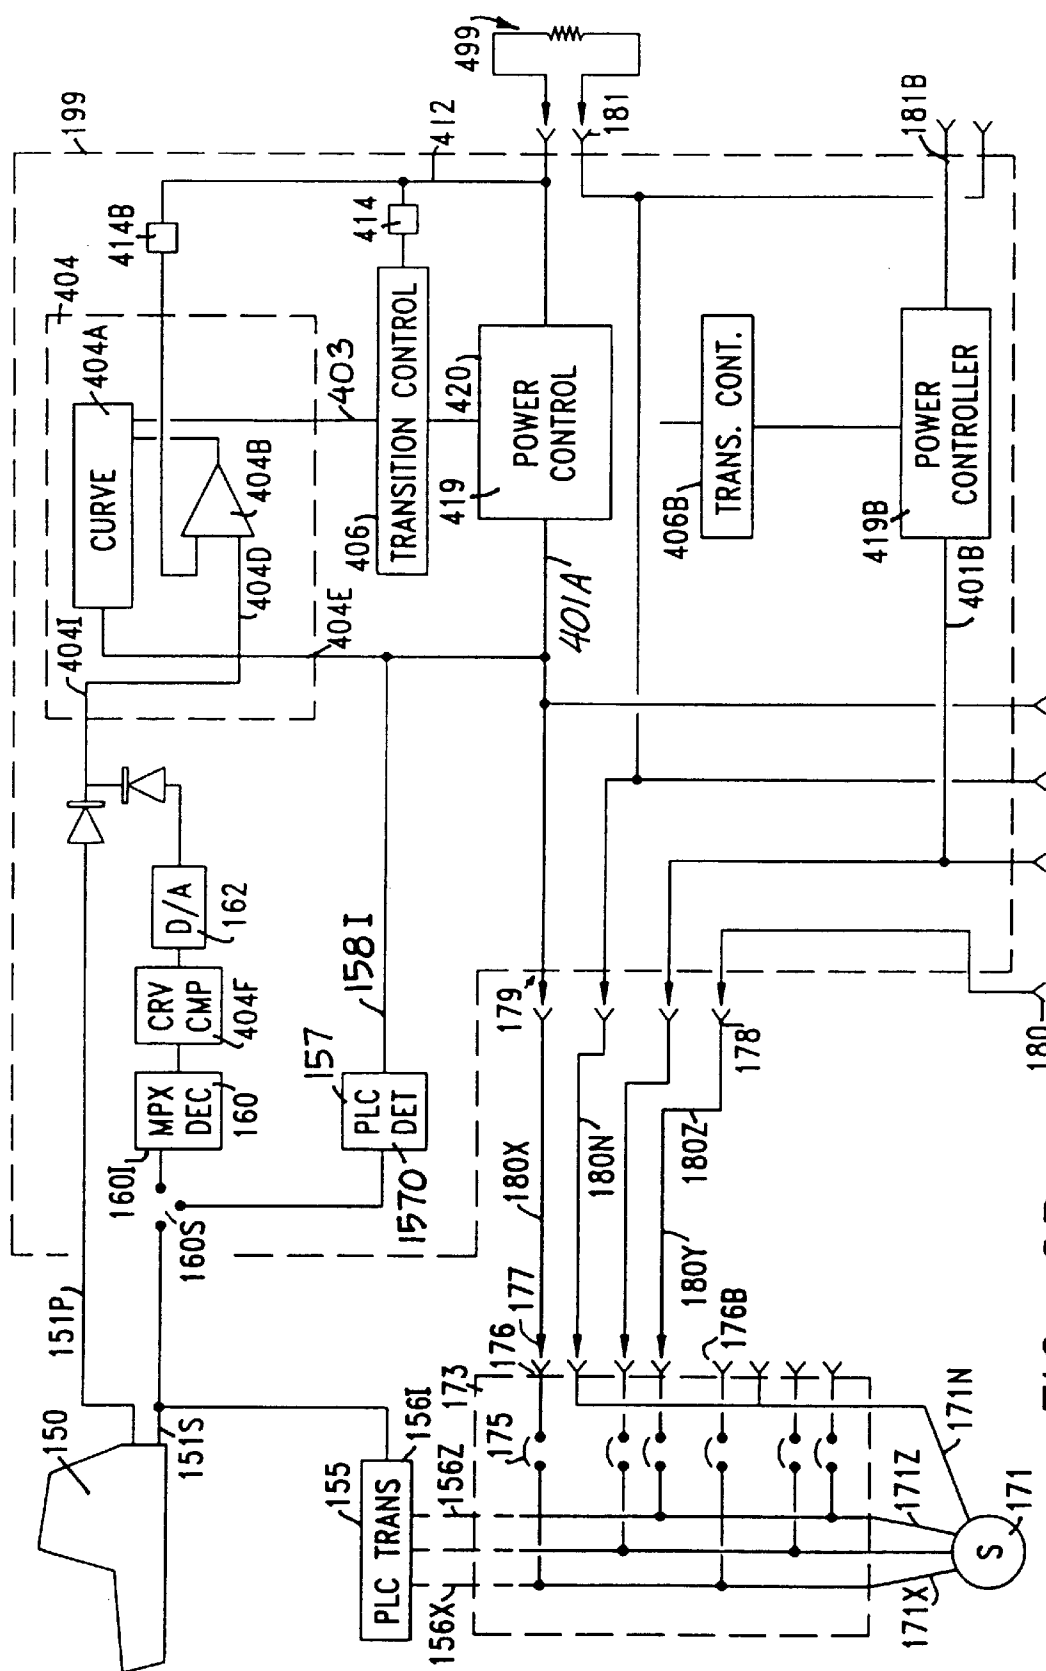 150
151P
151S
160S
160I
MPX
DEC
160
CRV
CMP
404F
D/A
162
404I
404
CURVE
404A
404B
404D
404E
414B
199
155
PLC TRANS
156I
156X
156Z
157
PLC
DET
1570
158I
403
406
TRANSITION CONTROL
414
412
419
420
POWER
CONTROL
401A
499
181
173
175
176
177
176B
180X
180N
180Y
180Z
179
178
180
406B
TRANS. CONT.
419B
POWER
CONTROLLER
401B
181B
171X
171Z
171N
S
171